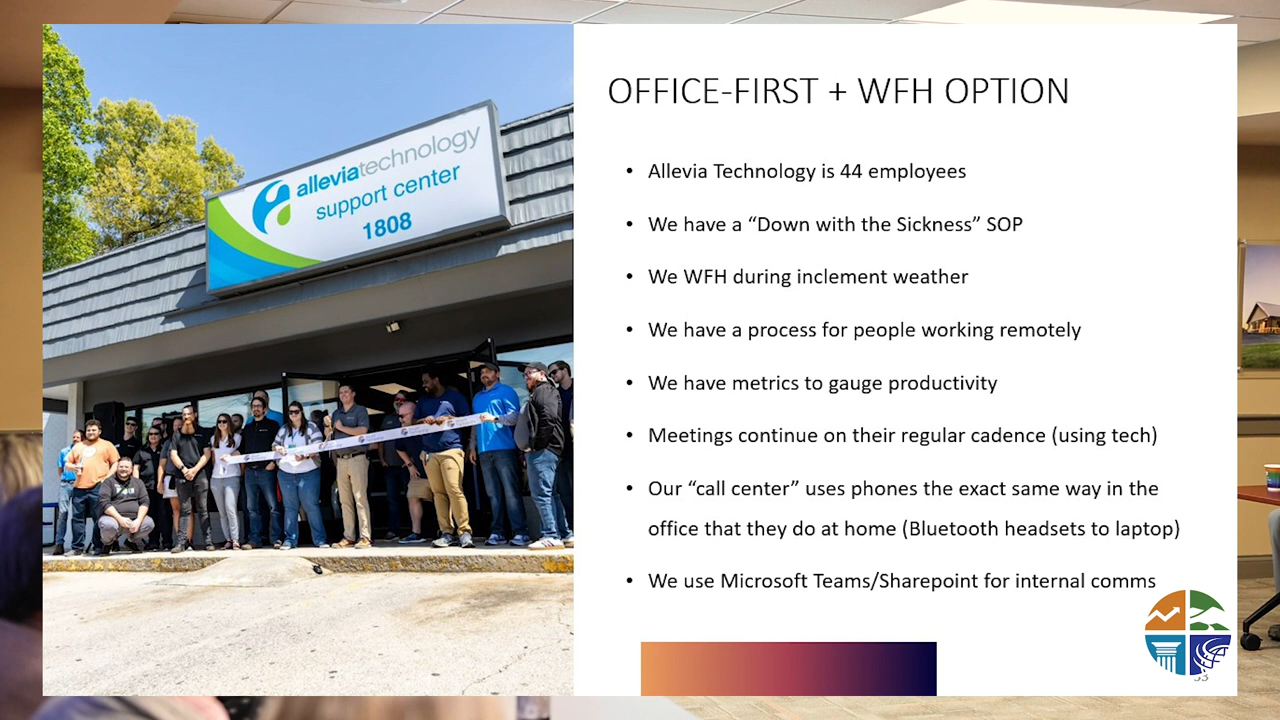 alleviatechnology
support center
1808
OFFICE-FIRST + WFH OPTION
• Allevia Technology is 44 employees
• We have a “Down with the Sickness” SOP
• We WFH during inclement weather
• We have a process for people working remotely
• We have metrics to gauge productivity
• Meetings continue on their regular cadence (using tech)
• Our “call center” uses phones the exact same way in the
office that they do at home (Bluetooth headsets to laptop)
• We use Microsoft Teams/Sharepoint for internal comms